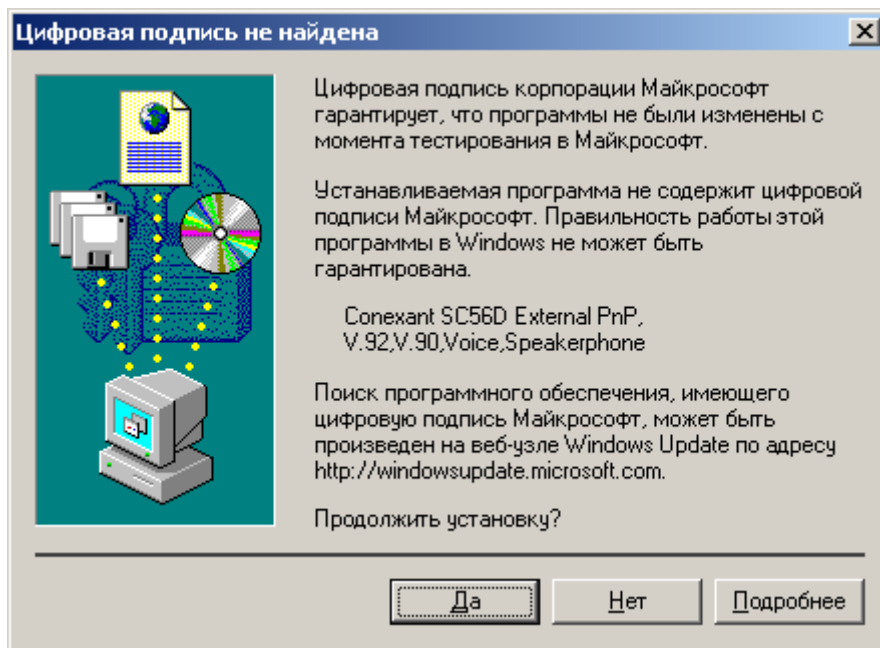 Цифровая подпись не найдена
Цифровая подпись корпорации Майкрософт
гарантирует, что программы не были изменены с
момента тестирования в Майкрософт.
Устанавливаемая программа не содержит цифровой
подписи Майкрософт. Правильность работы этой
программы в Windows не может быть
гарантирована.
Conexant SC56D External PnP,
V.92,V.90,Voice,Speakerphone
Поиск программного обеспечения, имеющего
цифровую подпись Майкрософт, может быть
произведен на веб-узле Windows Update по адресу
http://windowsupdate.microsoft.com.
Продолжить установку?
Да Нет Подробнее